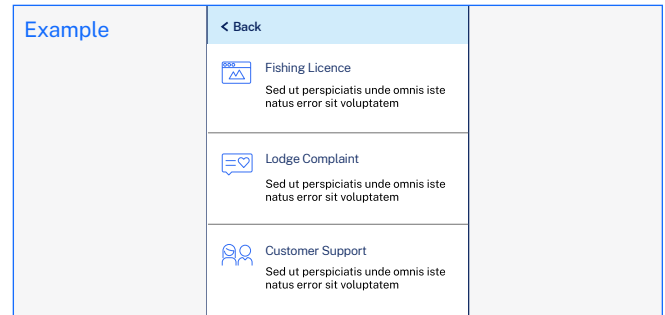 Example
Back
Fishing Licence
Sed ut perspiciatis unde omnis iste
natus error sit voluptatem
Lodge Complaint
Sed ut perspiciatis unde omnis iste
natus error sit voluptatem
Customer Support
Sed ut perspiciatis unde omnis iste
natus error sit voluptatem